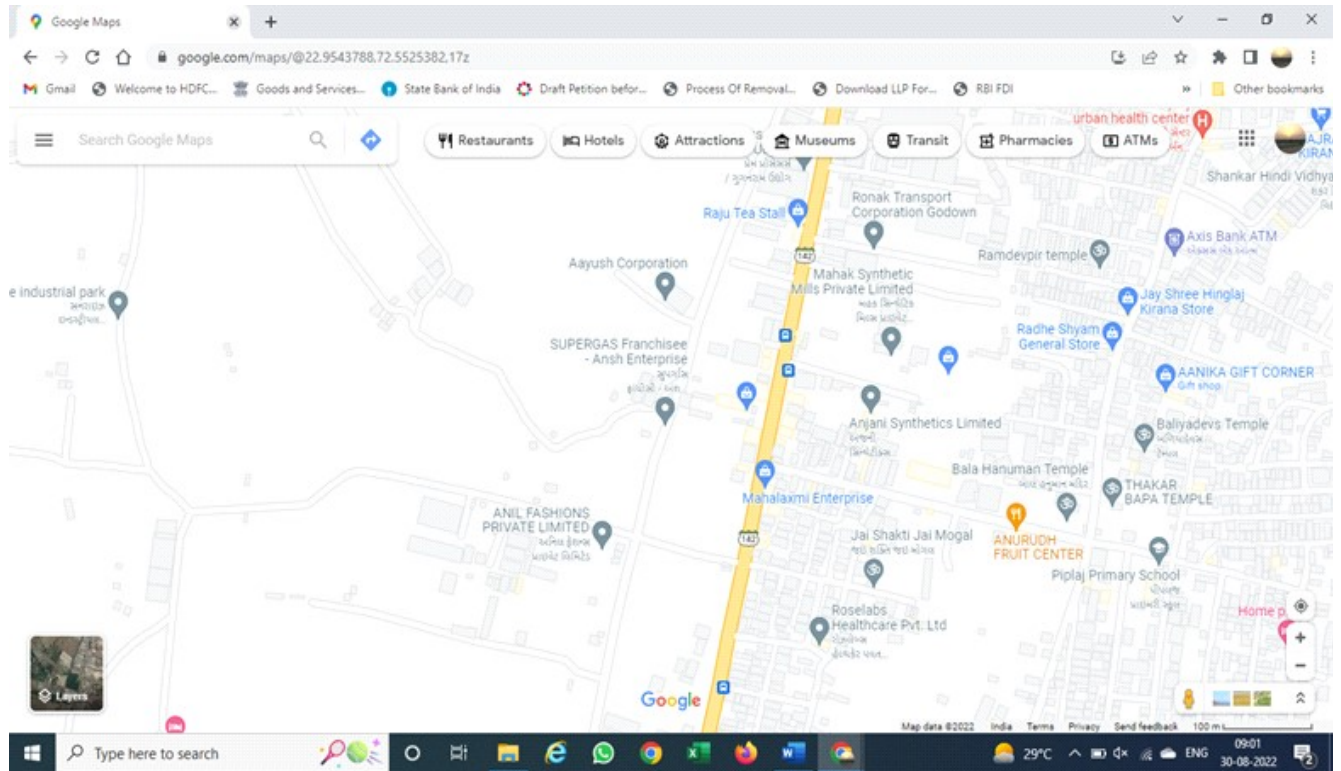 Google Maps
google.com/maps/@22.9543788,72.5525382,17z
Gmail
Welcome to HDFC...
Goods and Services...
State Bank of India
Draft Petition befor...
Process Of Removal...
Download LLP For...
RBI FDI
Other bookmarks
Search Google Maps
Restaurants
Hotels
Attractions
Museums
Transit
Pharmacies
ATMs
urban health center
KIRAN
Shankar Hindi Vidhya
Raju Tea Stall
Ronak Transport
Corporation Godown
Axis Bank ATM
Ramdevpir temple
142
Aayush Corporation
Mahak Synthetic
Mills Private Limited
e industrial park
Jay Shree Hinglaj
Kirana Store
SUPERGAS Franchisee
- Ansh Enterprise
Radhe Shyam
General Store
AANIKA GIFT CORNER
Gift shop
Anjani Synthetics Limited
Baliyadevs Temple
Bala Hanuman Temple
THAKAR
BAPA TEMPLE
Mahalaxmi Enterprise
ANIL FASHIONS
PRIVATE LIMITED
142
Jai Shakti Jai Mogal
ANURUDH
FRUIT CENTER
Piplaj Primary School
Roselabs
Healthcare Pvt. Ltd
Home p
Layers
Google
Map data ©2022
India
Terms
Privacy
Send feedback
100 m
Type here to search
29°C
ENG
09:01
30-08-2022
2